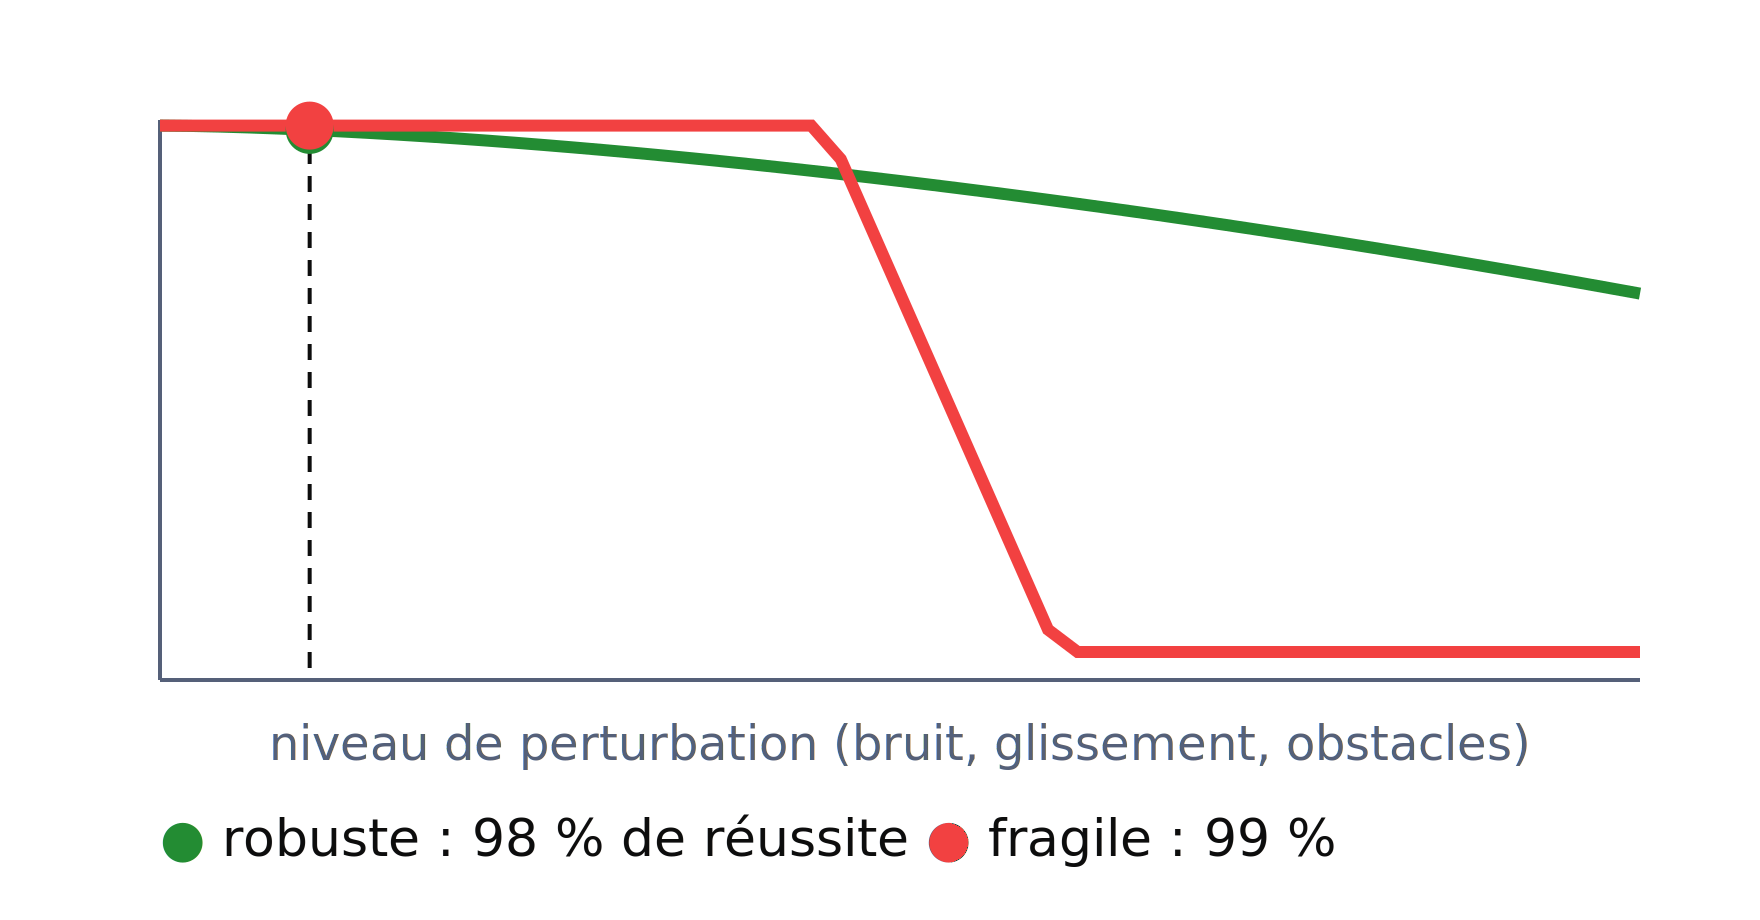 niveau de perturbation (bruit, glissement, obstacles)
robuste : 98 % de réussite fragile : 99 %